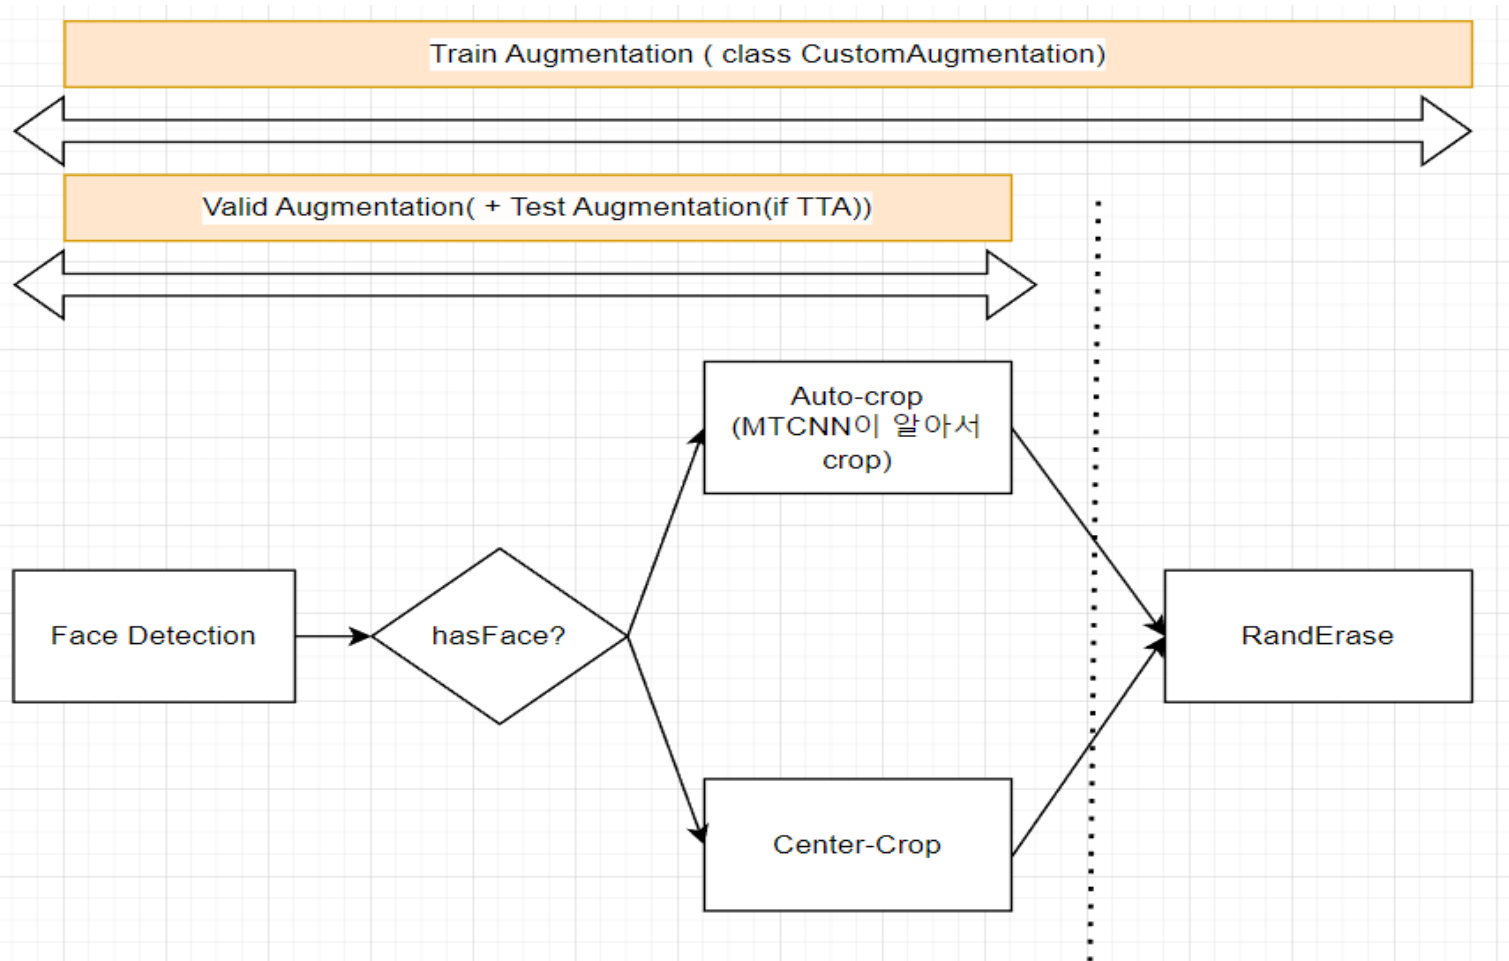 Train Augmentation ( class CustomAugmentation)
Valid Augmentation( + Test Augmentation(if TTA))
Auto-crop
(MTCNN이 알아서
crop)
Face Detection
hasFace?
RandErase
Center-Crop